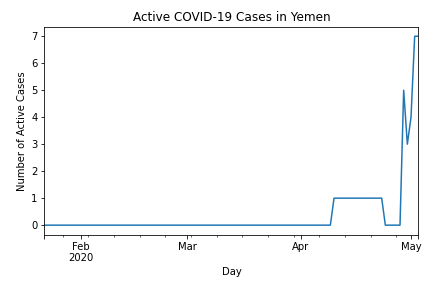 Active COVID-19 Cases in Yemen
Number of Active Cases
7
6
5
4
3
2
1
0
Feb
2020
Mar
Apr
May
Day